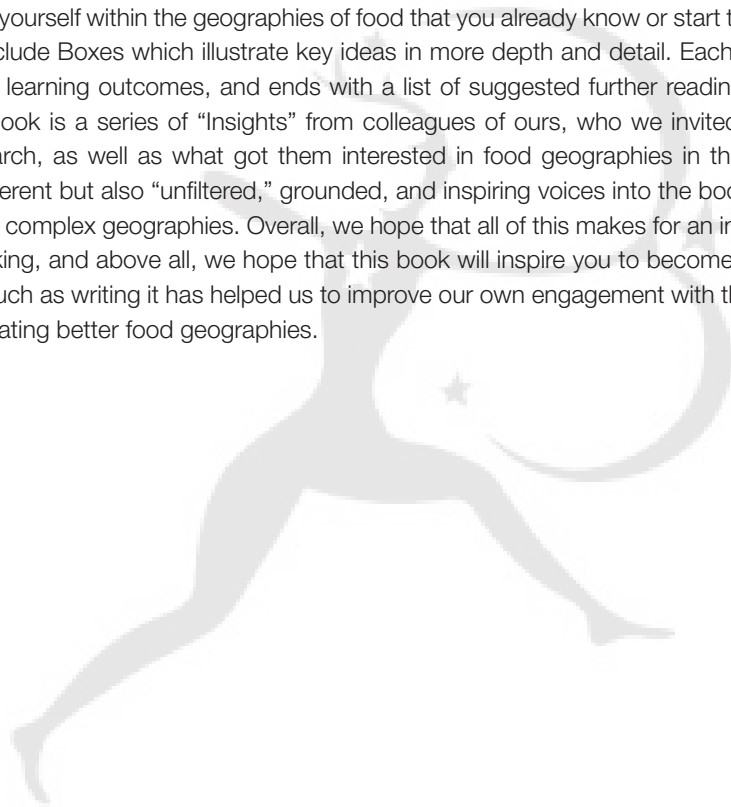 yourself within the geographies of food that you already know or start t
clude Boxes which illustrate key ideas in more depth and detail. Each
learning outcomes, and ends with a list of suggested further readin
ook is a series of “Insights” from colleagues of ours, who we invited
arch, as well as what got them interested in food geographies in th
erent but also “unfiltered,” grounded, and inspiring voices into the boo
complex geographies. Overall, we hope that all of this makes for an i
king, and above all, we hope that this book will inspire you to become
uch as writing it has helped us to improve our own engagement with t
ating better food geographies.